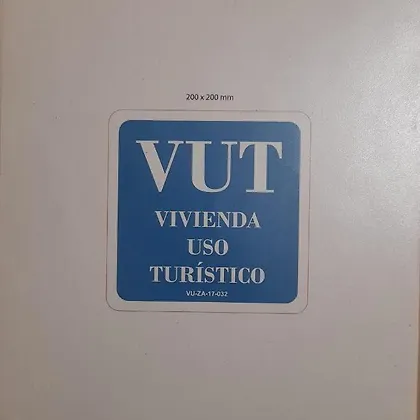 200 x 200 mm
VUT
VIVIENDA
USO
TURÍSTICO
VU-ZA-17-032